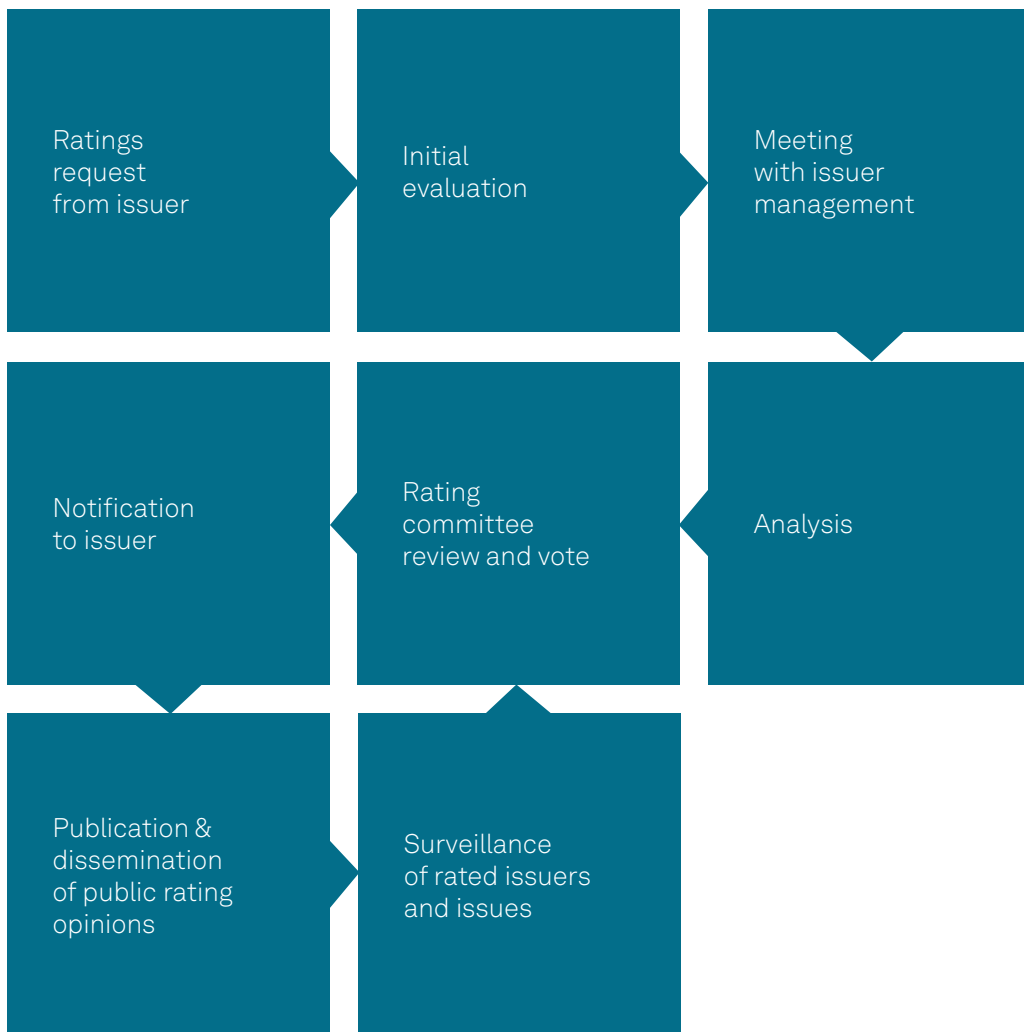 Ratings
request
from issuer
Initial
evaluation
Meeting
with issuer
management
Analysis
Rating
committee
review and vote
Notification
to issuer
Publication &
dissemination
of public rating
opinions
Surveillance
of rated issuers
and issues